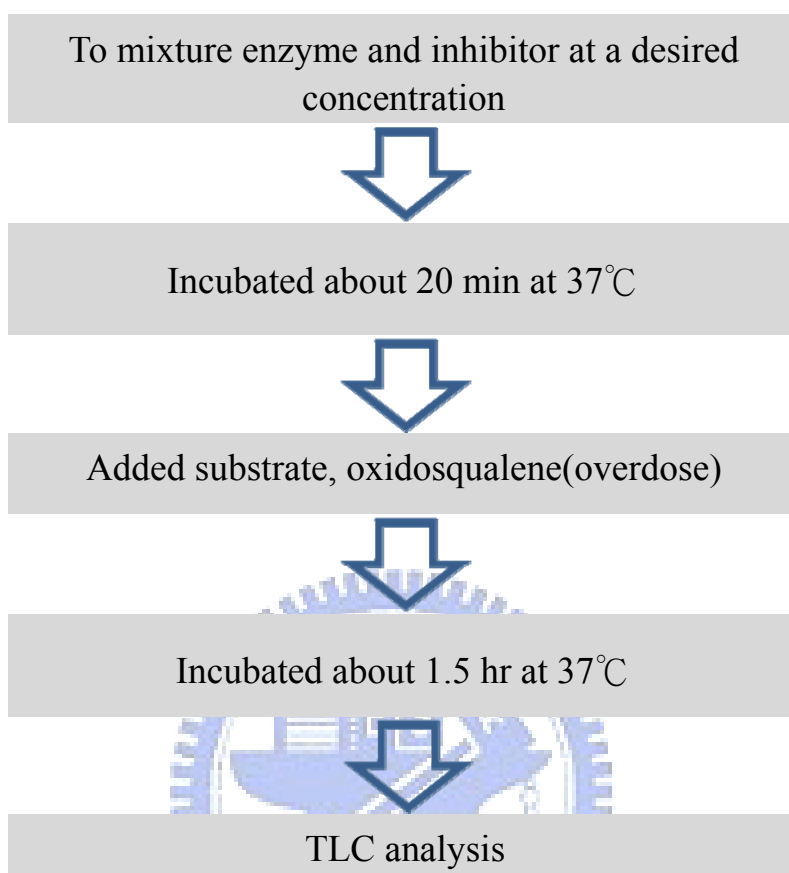 To mixture enzyme and inhibitor at a desired
concentration
Incubated about 20 min at 37℃
Added substrate, oxidosqualene(overdose)
Incubated about 1.5 hr at 37℃
TLC analysis